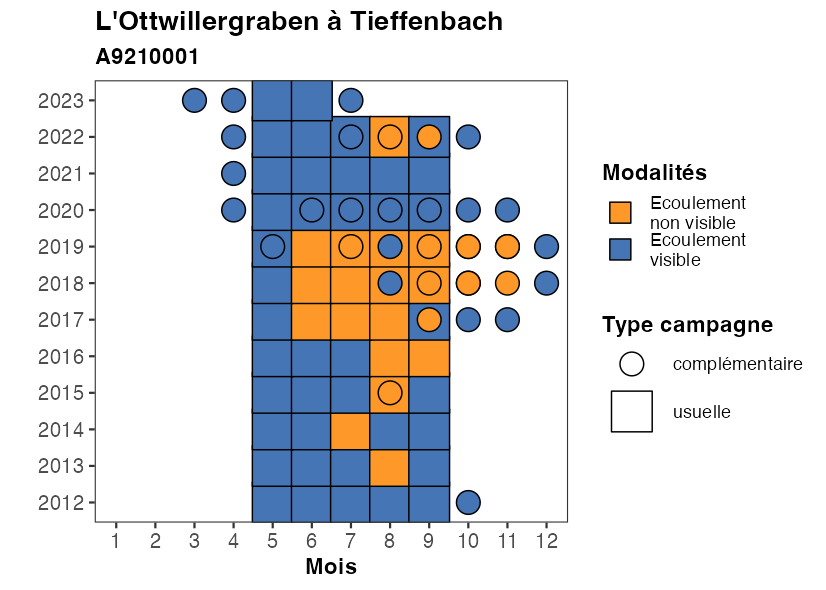 L'Ottwillergraben à Tieffenbach
A9210001
2023
2022
2021
2020
2019
2018
2017
2016
2015
2014
2013
2012
1 2 3 4 5 6 7 8 9 10 11 12
Mois
Modalités
Ecoulement
non visible
Ecoulement
visible
Type campagne
complémentaire
usuelle